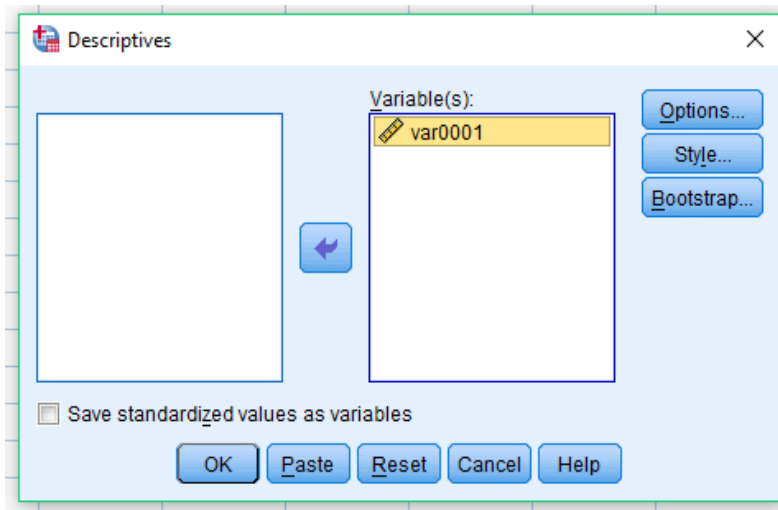 Descriptives
Variable(s):
var0001
Options...
Style...
Bootstrap...
Save standardized values as variables
OK Paste Reset Cancel Help